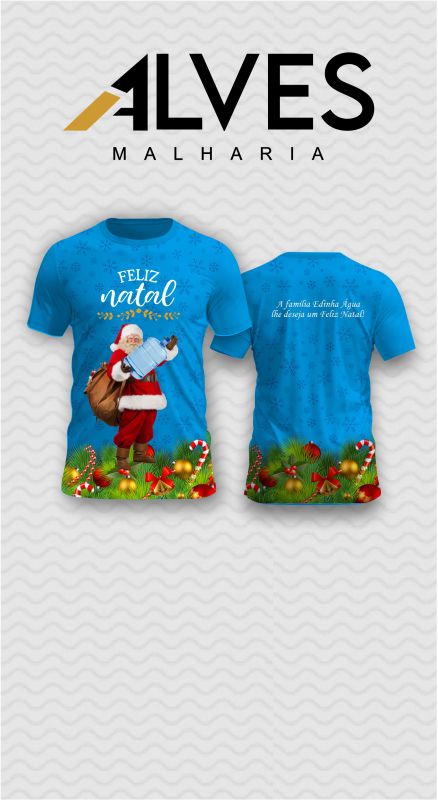 ALVES
MALHARIA
FELIZ
natal
A família Edinha Água
lhe deseja um Feliz Natal!